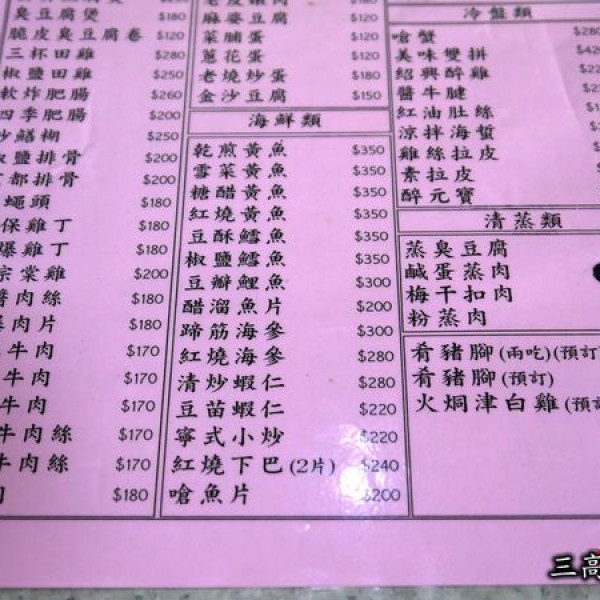 臭豆腐煲 $180
脆皮臭豆腐卷 $120
三杯田雞 $280
椒鹽田雞 $250
軟炸肥腸 $260
四季肥腸 $200
炒鱔糊 $250
椒鹽排骨 $200
都排骨 $200
蠅頭 $180
保雞丁 $180
爆雞丁 $180
宗棠雞 $200
醬肉絲 $180
肉片 $180
牛肉 $170
牛肉 $170
牛肉 $170
牛肉絲 $170
牛肉絲 $170
$180
麻婆豆腐 $120
菜脯蛋 $120
蔥花蛋 $120
老燒炒蛋 $180
金沙豆腐 $150
海鮮類
乾煎黃魚 $350
雪菜黃魚 $350
糖醋黃魚 $350
紅燒黃魚 $350
豆酥鱈魚 $350
椒鹽鱈魚 $350
豆瓣鯉魚 $300
醋溜魚片 $350
蹄筋海參 $300
紅燒海參 $280
清炒蝦仁 $280
豆苗蝦仁 $220
寧式小炒 $220
紅燒下巴(2片) $240
嗆魚片 $200
冷盤類
嗆蟹 $280
美味雙拼
紹興醉雞
醬牛腱
紅油肚絲
涼拌海蜇
雞絲拉皮
素拉皮
醉元寶
清蒸類
蒸臭豆腐
鹹蛋蒸肉
梅干扣肉
粉蒸肉
肴豬腳(兩吃)(預訂)
肴豬腳(預訂)
火烔津白雞(預訂
三高